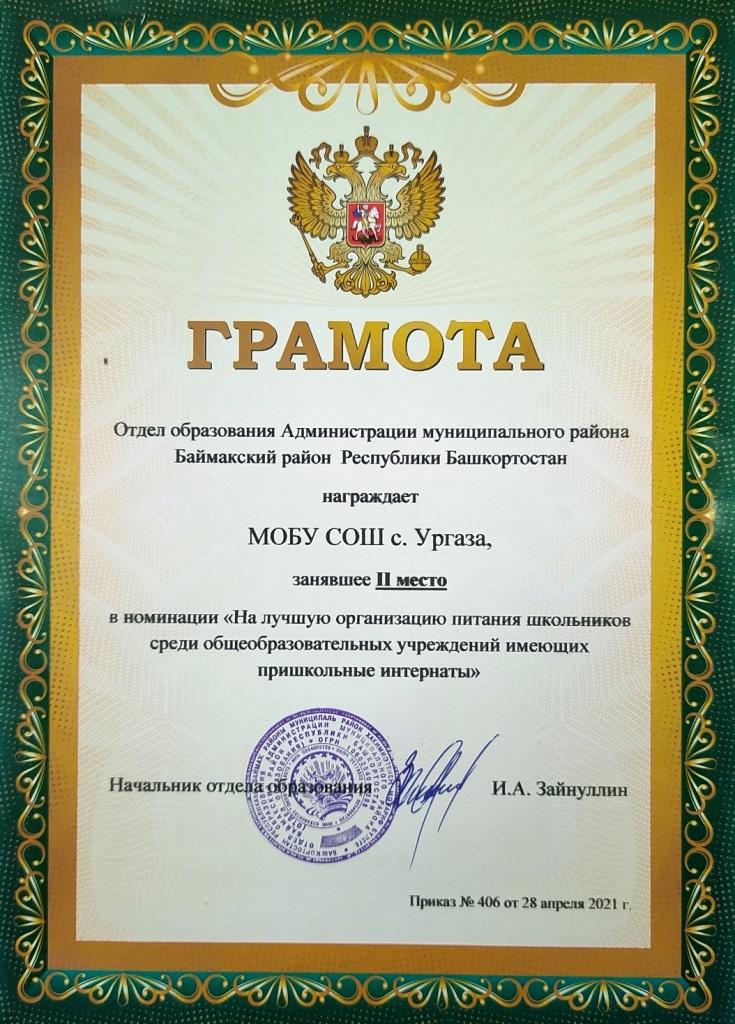 ГРАМОТА
Отдел образования Администрации муниципального района
Баймакский район Республики Башкортостан
награждает
МОБУ СОШ с. Ургаза,
занявшее II место
в номинации «На лучшую организацию питания школьников
среди общеобразовательных учреждений имеющих
пришкольные интернаты»
Начальник отдела образования
И.А. Зайнуллин
Приказ № 406 от 28 апреля 2021 г.